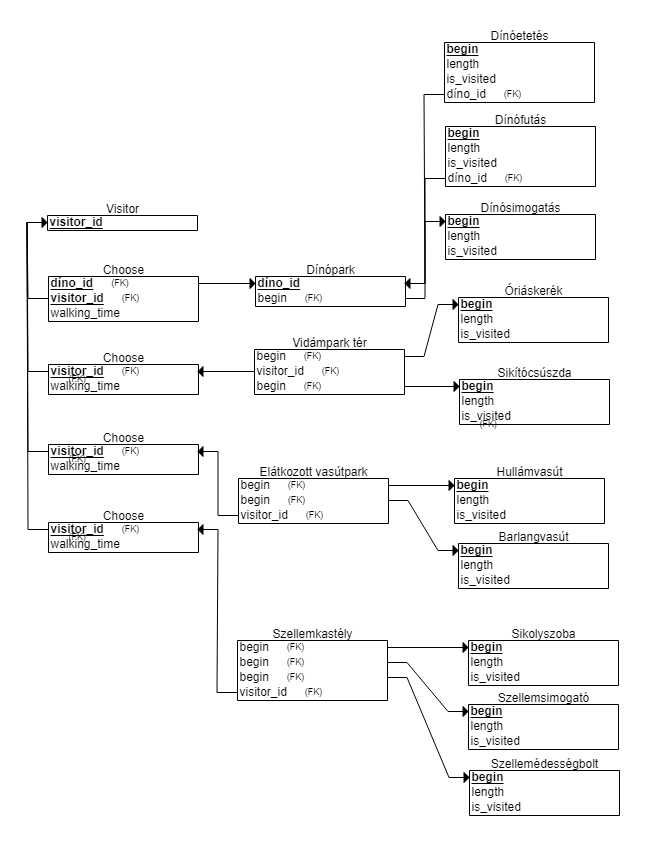 Dínóetetés
begin
length
is_visited
díno_id (FK)
Dínófutás
begin
length
is_visited
díno_id (FK)
Dínósimogatás
begin
length
is_visited
Visitor
visitor_id
Choose
díno_id (FK)
visitor_id (FK)
walking_time
Dínópark
díno_id
begin (FK)
Óriáskerék
begin
length
is_visited
Choose
visitor_id (FK)
(FK)
walking_time
Vidámpark tér
begin (FK)
visitor_id (FK)
begin (FK)
Sikítócsúszda
begin
length
is_visited
(FK)
Choose
visitor_id (FK)
(FK)
walking_time
Elátkozott vasútpark
begin (FK)
begin (FK)
visitor_id (FK)
Hullámvasút
begin
length
is_visited
Choose
visitor_id (FK)
(FK)
walking_time
Barlangvasút
begin
length
is_visited
Szellemkastély
begin (FK)
begin (FK)
begin (FK)
visitor_id (FK)
Sikolyszoba
begin
length
is_visited
Szellemsimogató
begin
length
is_visited
Szellemédességbolt
begin
length
is_visited